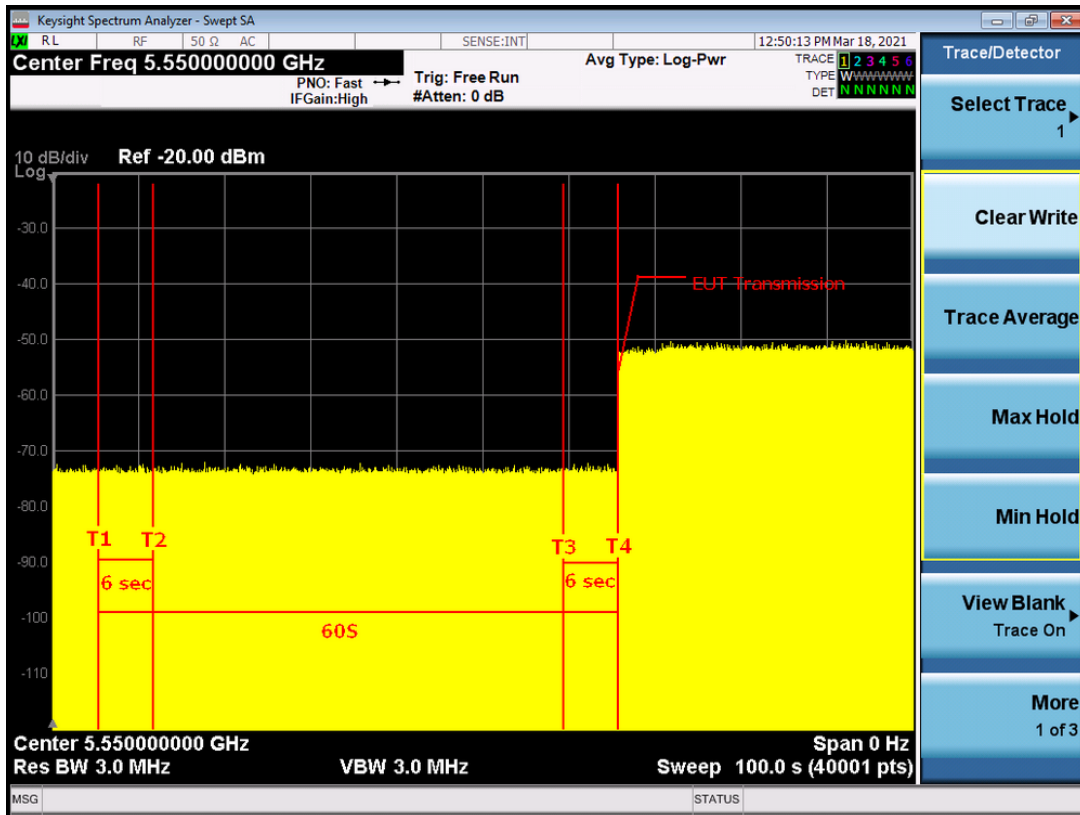 Keysight Spectrum Analyzer - Swept SA
LXI RL RF 50 Ω AC SENSE:INT 12:50:13 PM Mar 18, 2021
Center Freq 5.550000000 GHz
PNO: Fast
IFGain:High
Trig: Free Run
#Atten: 0 dB
Avg Type: Log-Pwr
TRACE 1 2 3 4 5 6
TYPE WWWWWW
DET N N N N N N
10 dB/div Ref -20.00 dBm
Log
-30.0
-40.0
-50.0
-60.0
-70.0
-80.0
-90.0
-100
-110
EUT Transmission
T1 T2 T3 T4
6 sec 6 sec
60S
Center 5.550000000 GHz Span 0 Hz
Res BW 3.0 MHz VBW 3.0 MHz Sweep 100.0 s (40001 pts)
MSG STATUS
Trace/Detector
Select Trace
1
Clear Write
Trace Average
Max Hold
Min Hold
View Blank
Trace On
More
1 of 3